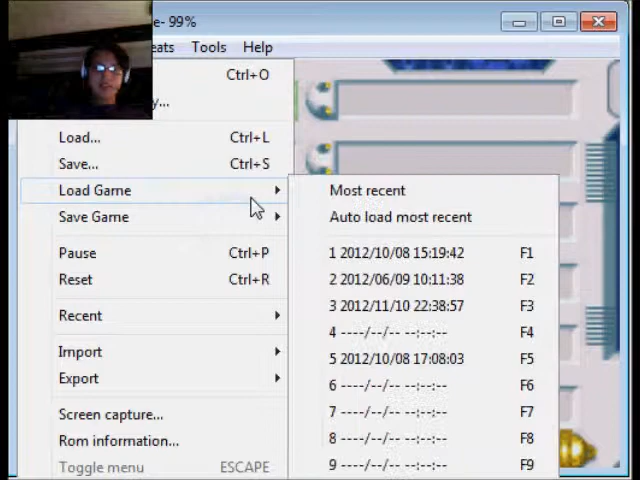 e- 99%
eats Tools Help
Ctrl+O
y...
Load... Ctrl+L
Save... Ctrl+S
Load Game
Save Game
Pause Ctrl+P
Reset Ctrl+R
Recent
Import
Export
Screen capture...
Rom information...
Toggle menu ESCAPE
Most recent
Auto load most recent
1 2012/10/08 15:19:42 F1
2 2012/06/09 10:11:38 F2
3 2012/11/10 22:38:57 F3
4 ----/--/-- --:--:-- F4
5 2012/10/08 17:08:03 F5
6 ----/--/-- --:--:-- F6
7 ----/--/-- --:--:-- F7
8 ----/--/-- --:--:-- F8
9 ----/--/-- --:--:-- F9